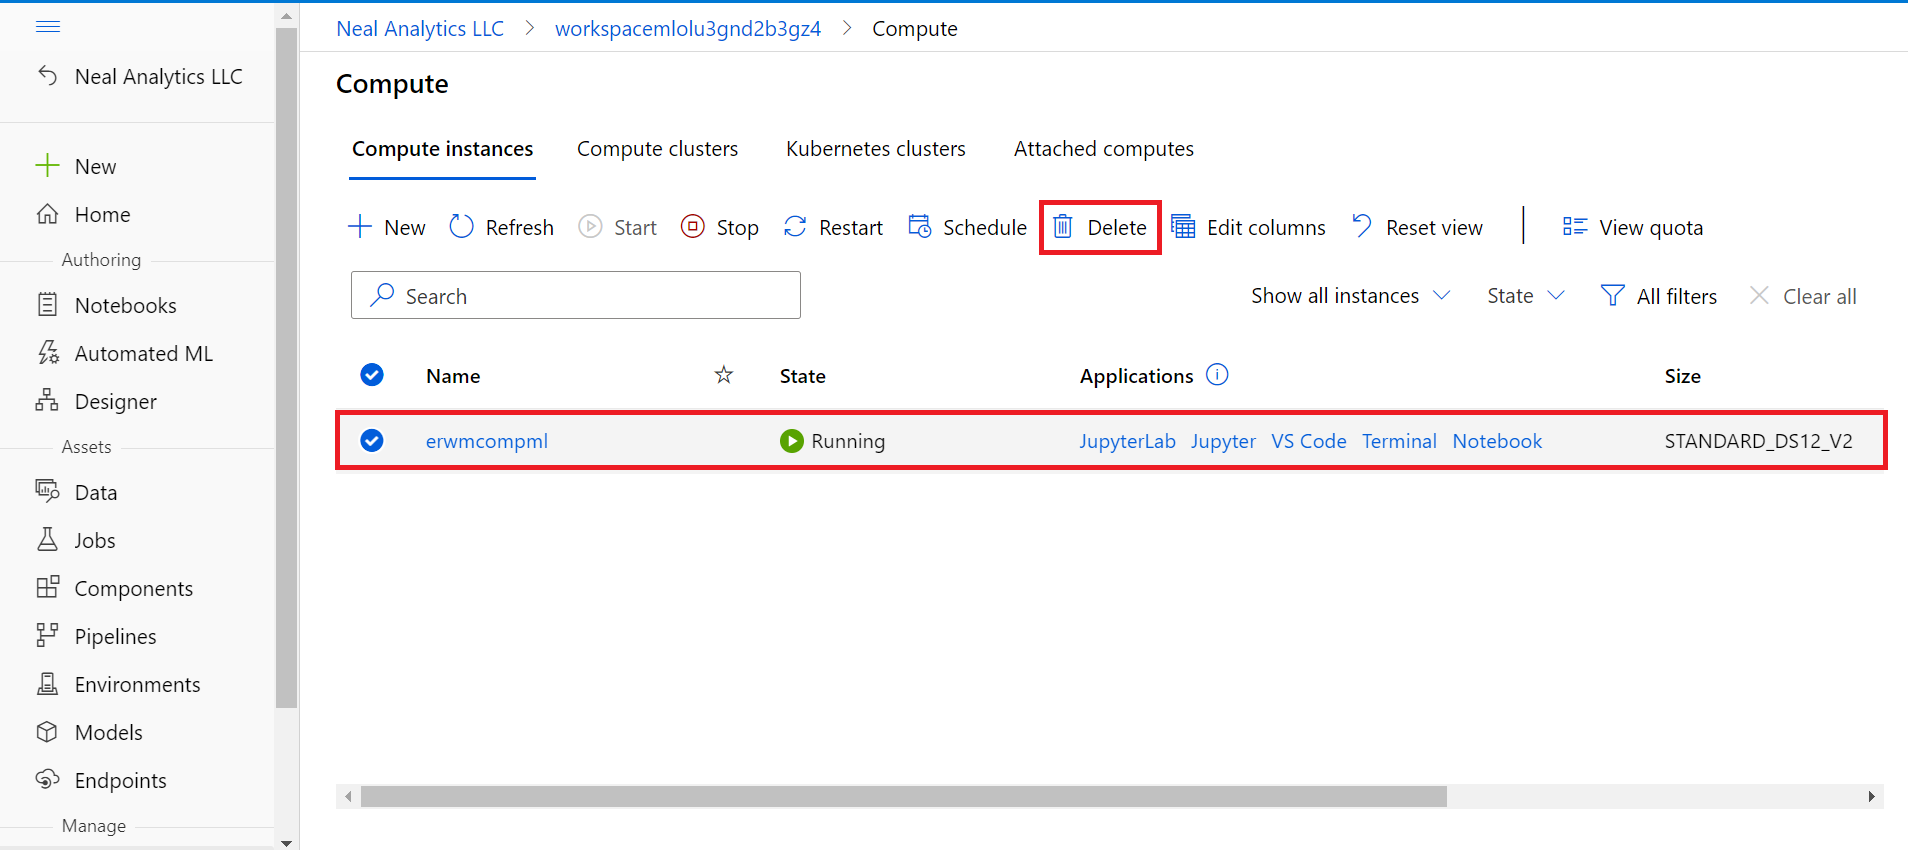 Neal Analytics LLC
New
Home
Authoring
Notebooks
Automated ML
Designer
Assets
Data
Jobs
Components
Pipelines
Environments
Models
Endpoints
Manage
Neal Analytics LLC > workspacemlolu3gnd2b3gz4 > Compute
Compute
Compute instances Compute clusters Kubernetes clusters Attached computes
New Refresh Start Stop Restart Schedule Delete Edit columns Reset view View quota
Search Show all instances State All filters Clear all
Name State Applications Size
erwmcompml Running JupyterLab Jupyter VS Code Terminal Notebook STANDARD_DS12_V2